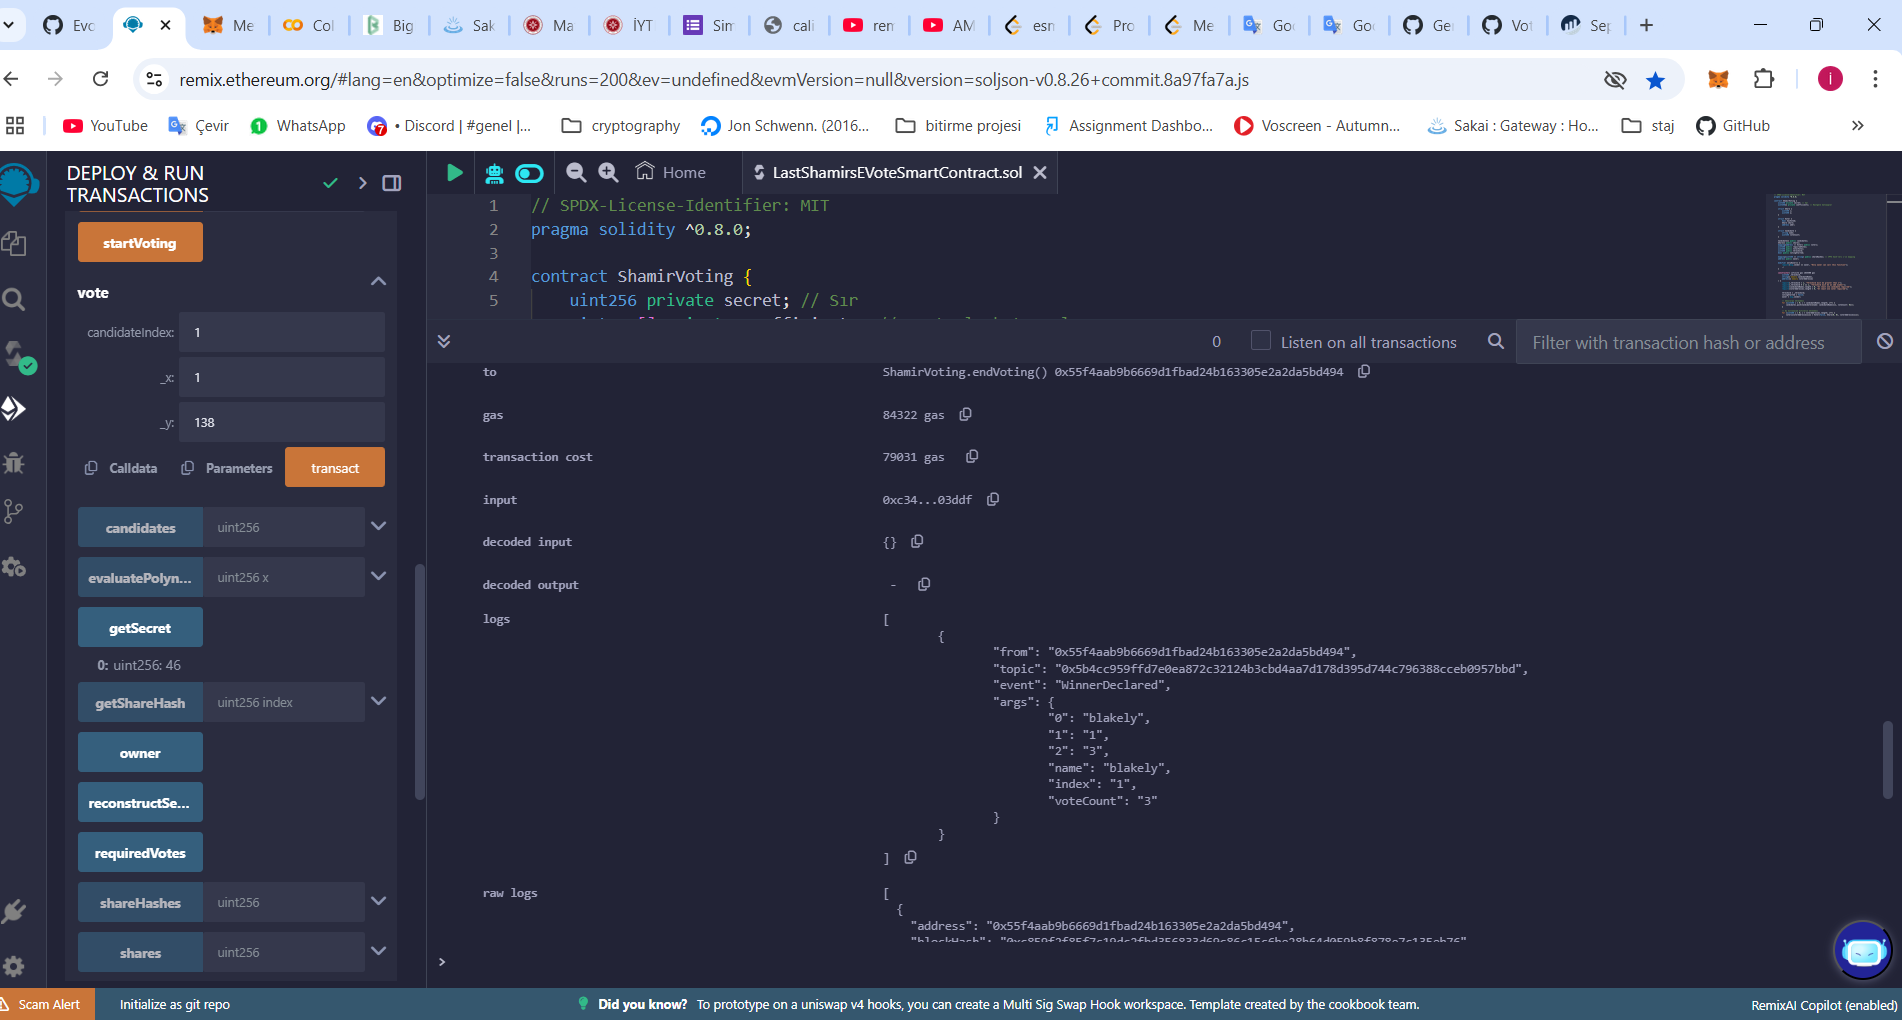 Evc
Me
Co
Big
Sak
Ma
İYT
Sim
cali
rem
AM
esn
Pro
Me
Goo
Goo
Ge
Vot
Sep
remix.ethereum.org/#lang=en&optimize=false&runs=200&ev=undefined&evmVersion=null&version=soljson-v0.8.26+commit.8a97fa7a.js
i
YouTube
Çevir
1 WhatsApp
7 • Discord | #genel |...
cryptography
Jon Schwenn. (2016...
bitirme projesi
Assignment Dashbo...
Voscreen - Autumn...
Sakai : Gateway : Ho...
staj
GitHub
»
DEPLOY & RUN
TRANSACTIONS
startVoting
vote
candidateIndex: 1
_x: 1
_y: 138
Calldata Parameters transact
candidates uint256
evaluatePolyn... uint256 x
getSecret
0: uint256: 46
getShareHash uint256 index
owner
reconstructSe...
requiredVotes
shareHashes uint256
shares uint256
Home
LastShamirsEVoteSmartContract.sol
1 // SPDX-License-Identifier: MIT
2 pragma solidity ^0.8.0;
3
4 contract ShamirVoting {
5 uint256 private secret; // Sır
0 Listen on all transactions Filter with transaction hash or address
to ShamirVoting.endVoting() 0x55f4aab9b6669d1fbad24b163305e2a2da5bd494
gas 84322 gas
transaction cost 79031 gas
input 0xc34...03ddf
decoded input {}
decoded output -
logs [
{
"from": "0x55f4aab9b6669d1fbad24b163305e2a2da5bd494",
"topic": "0x5b4cc959ffd7e0ea872c32124b3cbd4aa7d178d395d744c796388cceb0957bbd",
"event": "WinnerDeclared",
"args": {
"0": "blakely",
"1": "1",
"2": "3",
"name": "blakely",
"index": "1",
"voteCount": "3"
}
}
]
raw logs [
{
"address": "0x55f4aab9b6669d1fbad24b163305e2a2da5bd494",
>
Scam Alert
Initialize as git repo
Did you know? To prototype on a uniswap v4 hooks, you can create a Multi Sig Swap Hook workspace. Template created by the cookbook team.
RemixAI Copilot (enabled)